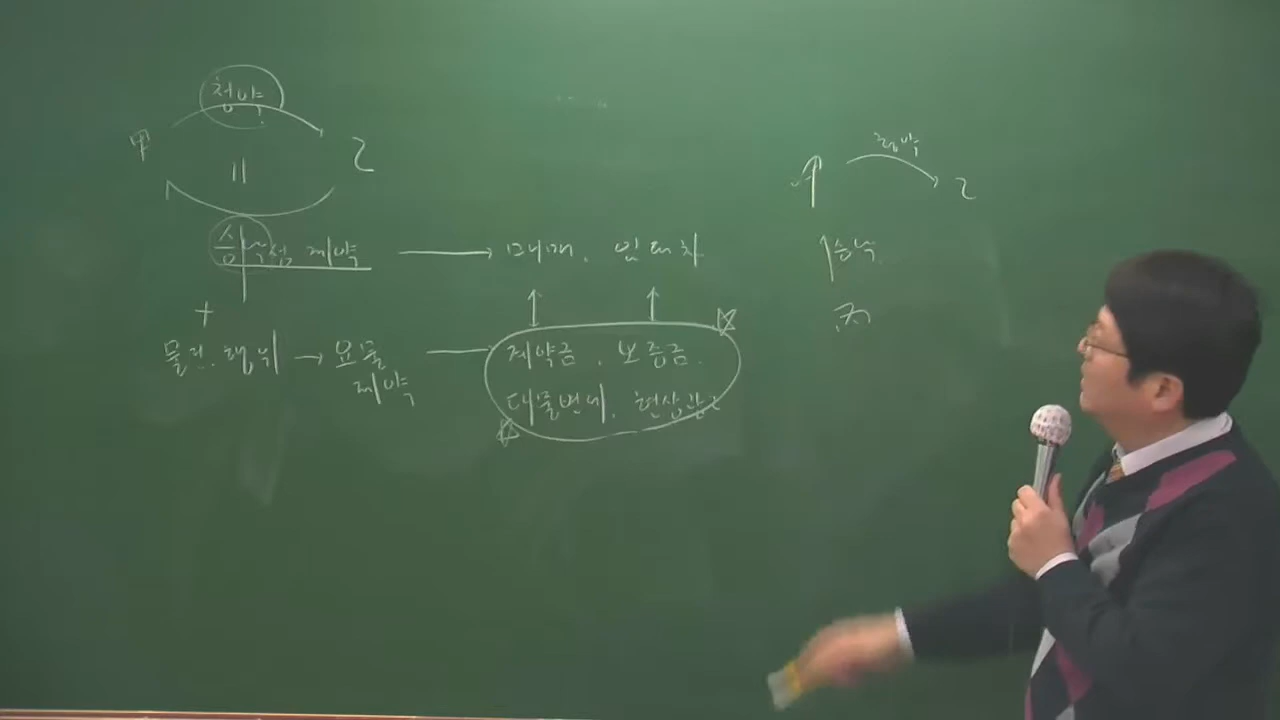 청약
甲 乙
승낙성 계약 → 매매, 임대차
+
물건, 행위 → 요물 계약
계약금, 보증금,
대물변제, 현상광고
청약
甲 乙
승낙
丙